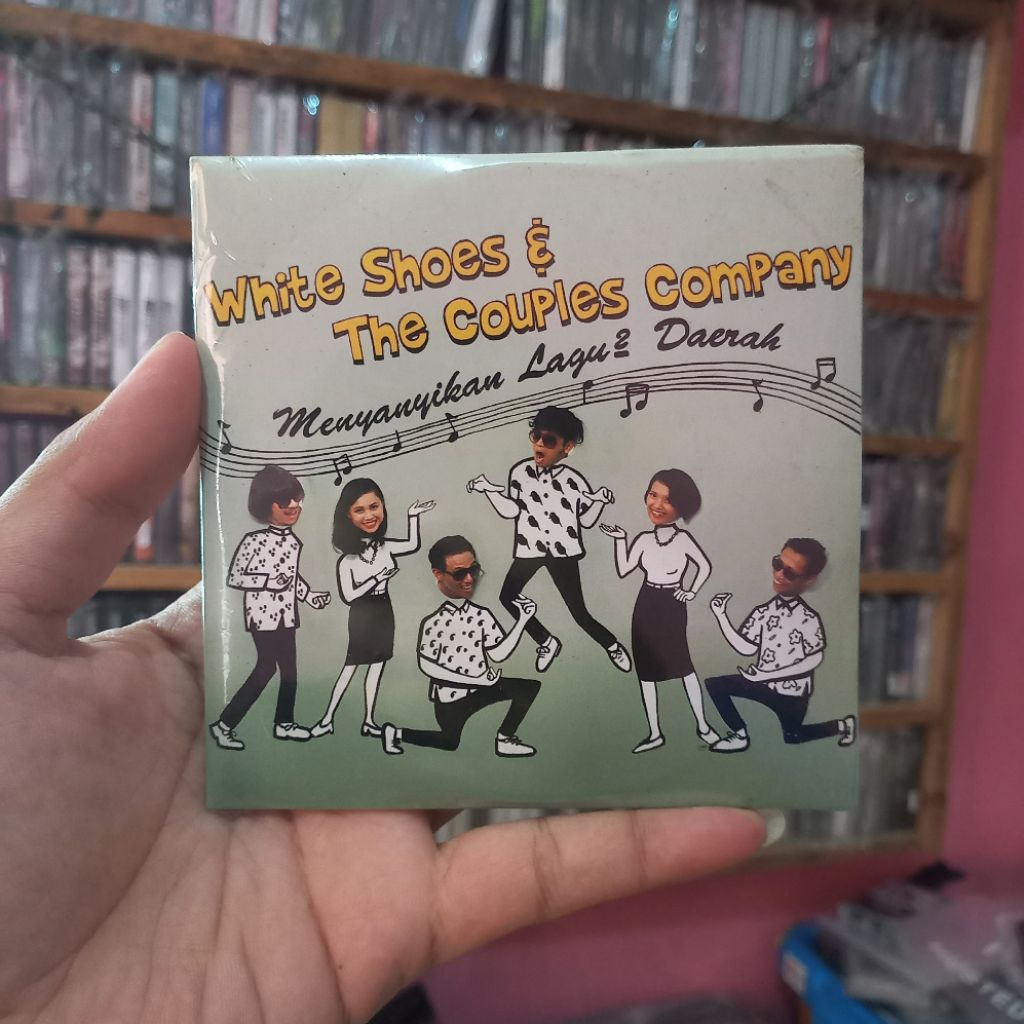 White Shoes &
The Couples Company
Menyanyikan Lagu2 Daerah